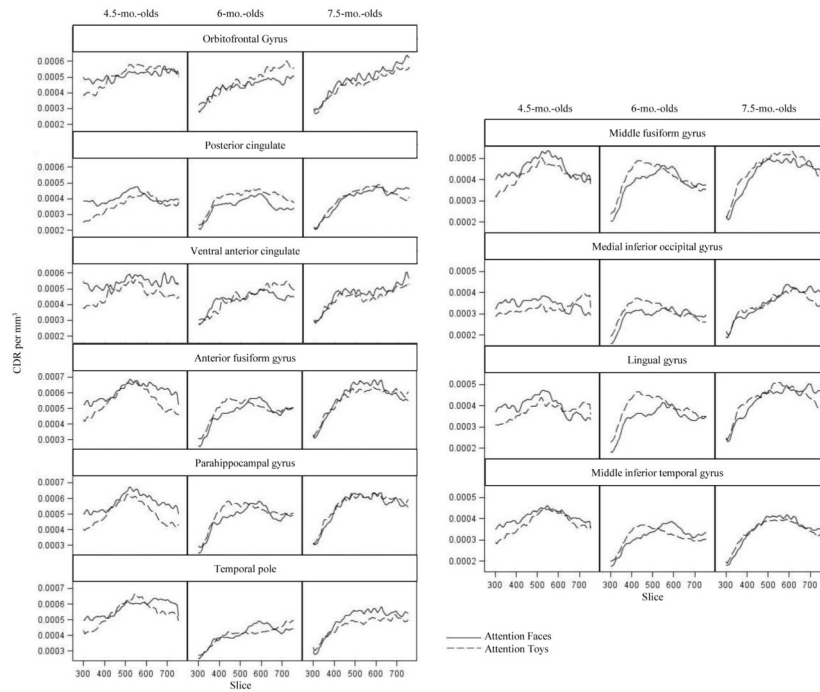 4.5-mo.-olds 6-mo.-olds 7.5-mo.-olds
Orbitofrontal Gyrus
0.0006
0.0005
0.0004
0.0003
0.0002
Posterior cingulate
0.0006
0.0005
0.0004
0.0003
0.0002
Ventral anterior cingulate
0.0006
0.0005
0.0004
0.0003
0.0002
CDR per mm³
Anterior fusiform gyrus
0.0007
0.0006
0.0005
0.0004
0.0003
Parahippocampal gyrus
0.0007
0.0006
0.0005
0.0004
0.0003
Temporal pole
0.0007
0.0006
0.0005
0.0004
0.0003
300 400 500 600 700 300 400 500 600 700 300 400 500 600 700
Slice
4.5-mo.-olds 6-mo.-olds 7.5-mo.-olds
Middle fusiform gyrus
0.0005
0.0004
0.0003
0.0002
Medial inferior occipital gyrus
0.0005
0.0004
0.0003
0.0002
Lingual gyrus
0.0005
0.0004
0.0003
0.0002
Middle inferior temporal gyrus
0.0005
0.0004
0.0003
0.0002
300 400 500 600 700 300 400 500 600 700 300 400 500 600 700
Slice
Attention Faces
Attention Toys